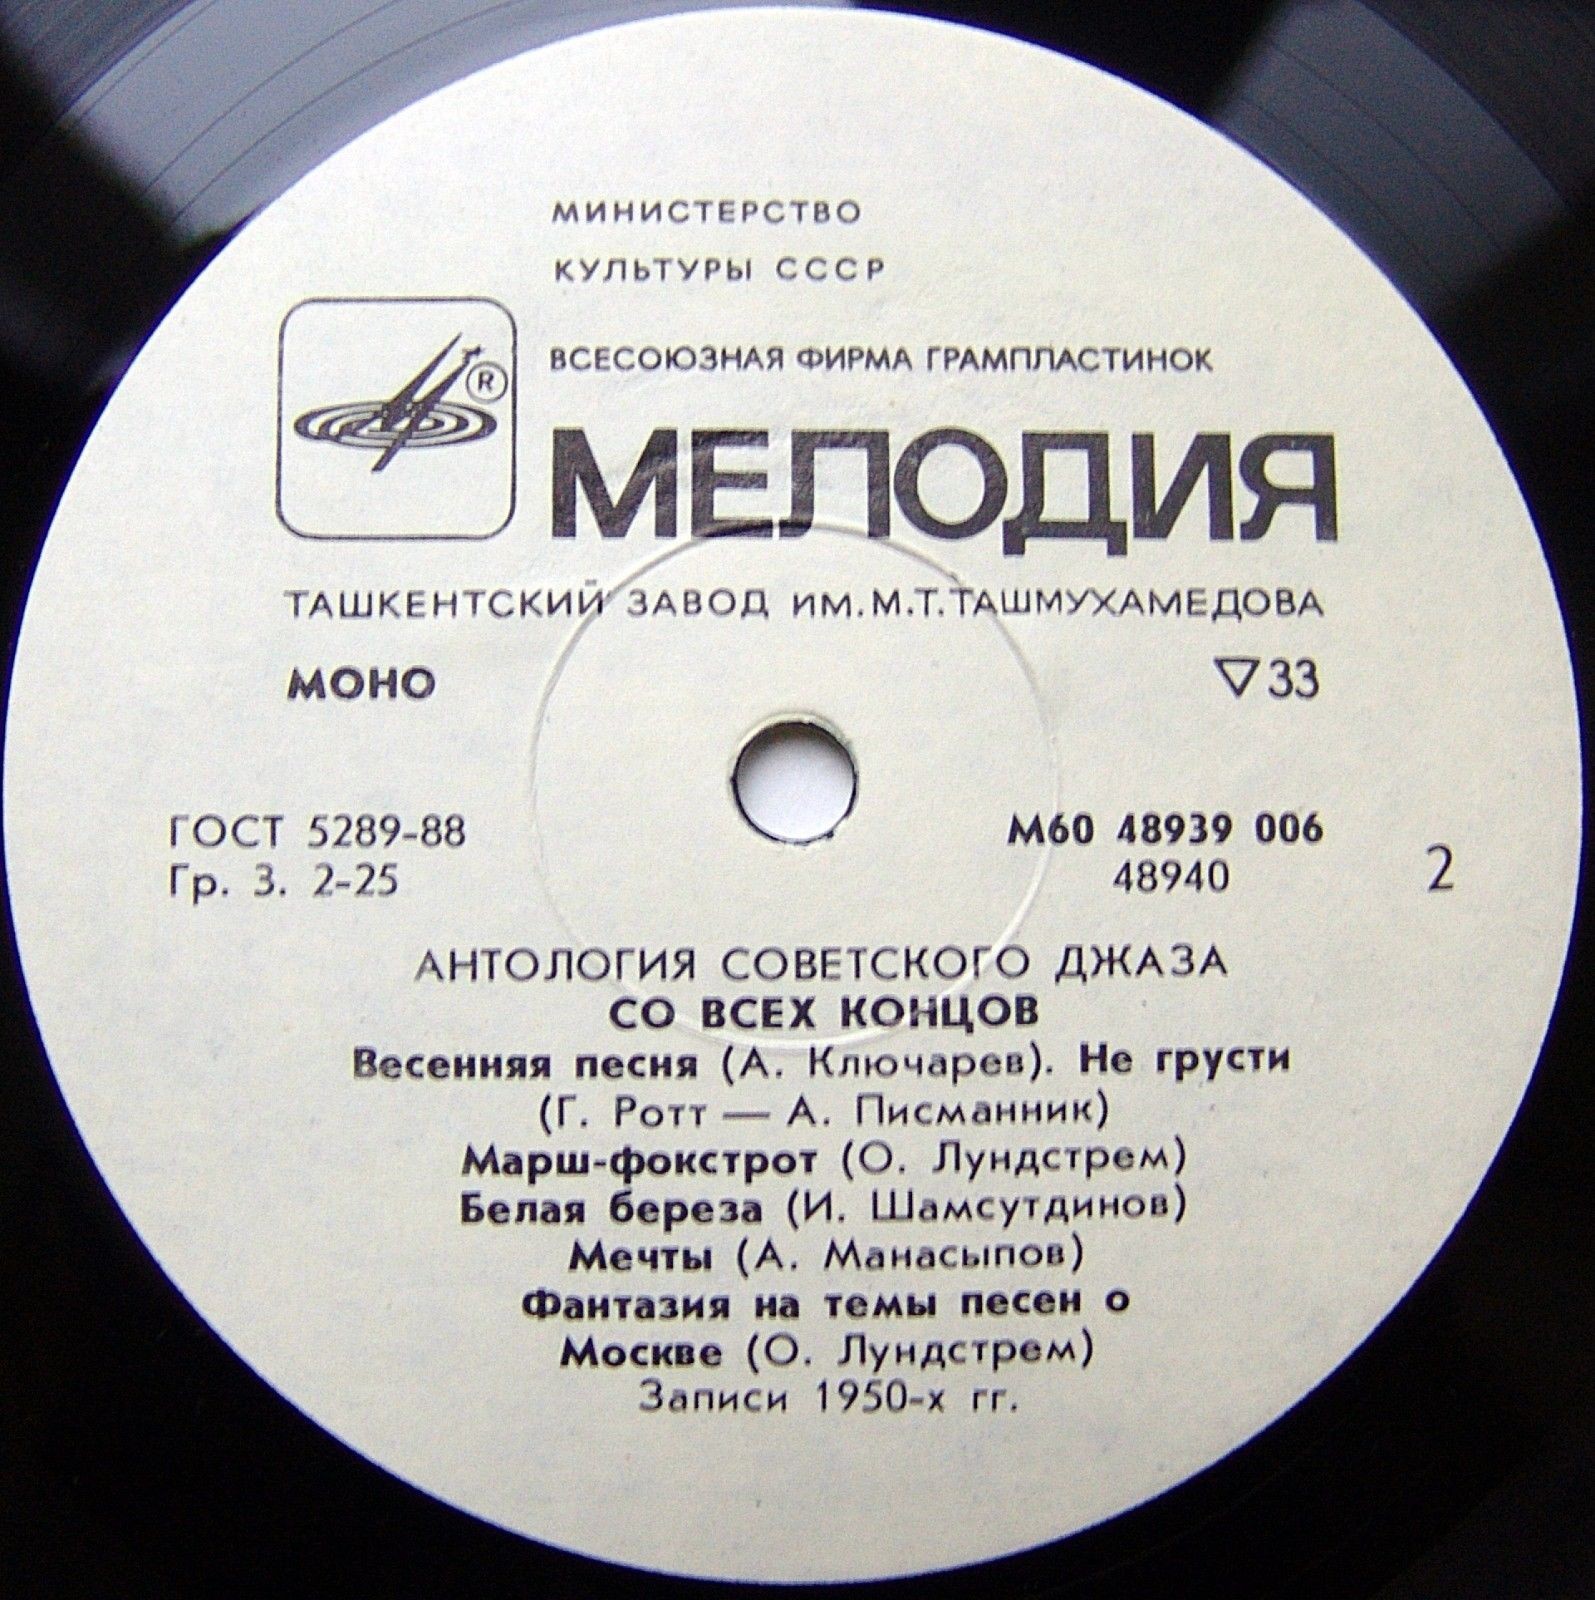 МИНИСТЕРСТВО
КУЛЬТУРЫ СССР
ВСЕСОЮЗНАЯ ФИРМА ГРАМПЛАСТИНОК
®
МЕЛОДИЯ
ТАШКЕНТСКИЙ ЗАВОД ИМ.М.Т.ТАШМУХАМЕДОВА
МОНО ▽33
ГОСТ 5289-88 М60 48939 006
Гр. 3. 2-25 48940 2
АНТОЛОГИЯ СОВЕТСКОГО ДЖАЗА
СО ВСЕХ КОНЦОВ
Весенняя песня (А. Ключарев). Не грусти
(Г. Ротт — А. Писманник)
Марш-фокстрот (О. Лундстрем)
Белая береза (И. Шамсутдинов)
Мечты (А. Манасыпов)
Фантазия на темы песен о
Москве (О. Лундстрем)
Записи 1950-х гг.